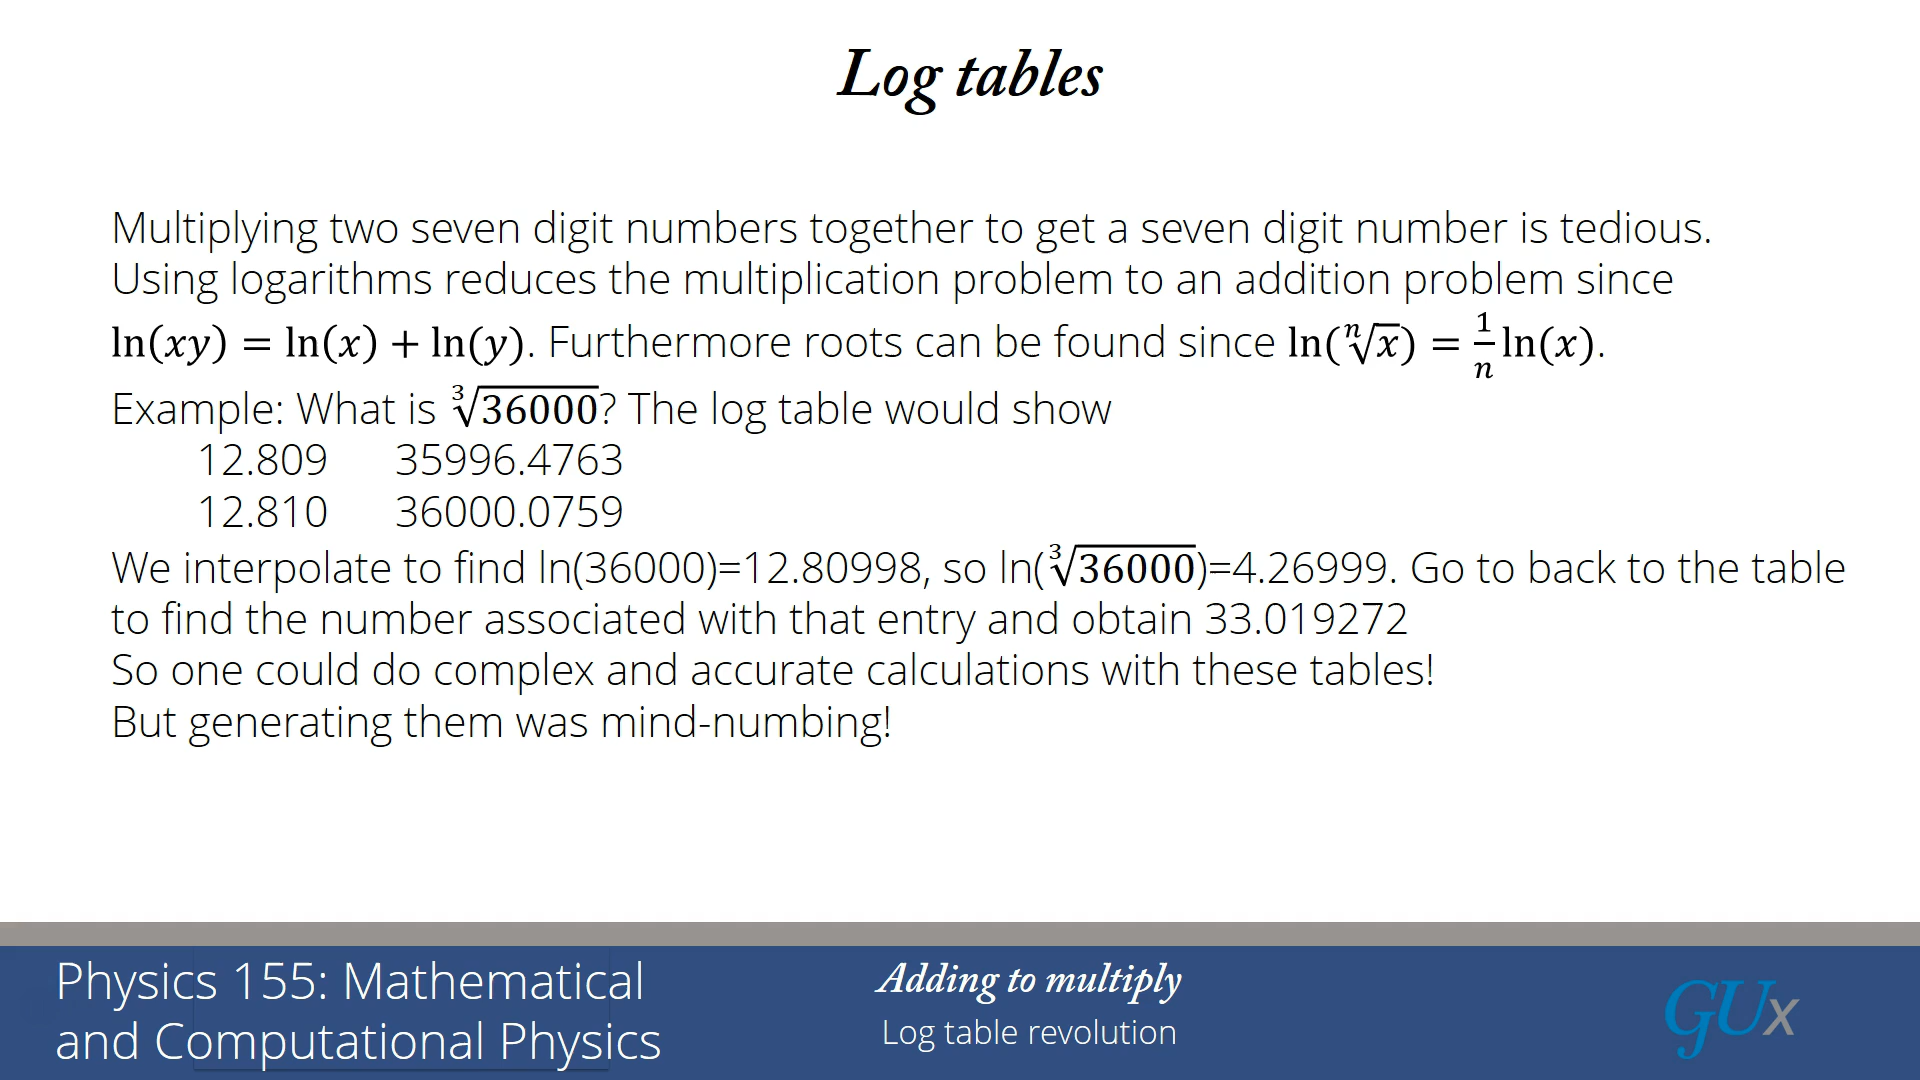 Log tables
Multiplying two seven digit numbers together to get a seven digit number is tedious.
Using logarithms reduces the multiplication problem to an addition problem since
ln(xy) = ln(x) + ln(y). Furthermore roots can be found since ln(ⁿ√x) = 1/n ln(x).
Example: What is ³√36000? The log table would show
12.809 35996.4763
12.810 36000.0759
We interpolate to find ln(36000)=12.80998, so ln(³√36000)=4.26999. Go to back to the table
to find the number associated with that entry and obtain 33.019272
So one could do complex and accurate calculations with these tables!
But generating them was mind-numbing!
Physics 155: Mathematical
and Computational Physics
Adding to multiply
Log table revolution
GUx